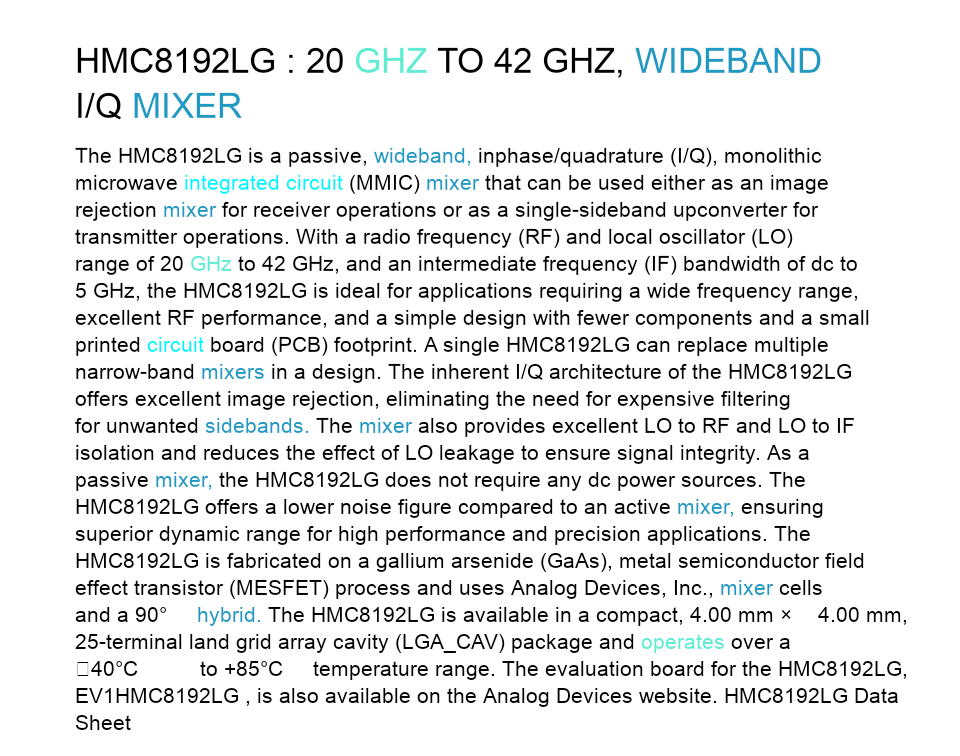 HMC8192LG : 20 GHZ TO 42 GHZ, WIDEBAND
I/Q MIXER
The HMC8192LG is a passive, wideband, inphase/quadrature (I/Q), monolithic
microwave integrated circuit (MMIC) mixer that can be used either as an image
rejection mixer for receiver operations or as a single-sideband upconverter for
transmitter operations. With a radio frequency (RF) and local oscillator (LO)
range of 20 GHz to 42 GHz, and an intermediate frequency (IF) bandwidth of dc to
5 GHz, the HMC8192LG is ideal for applications requiring a wide frequency range,
excellent RF performance, and a simple design with fewer components and a small
printed circuit board (PCB) footprint. A single HMC8192LG can replace multiple
narrow-band mixers in a design. The inherent I/Q architecture of the HMC8192LG
offers excellent image rejection, eliminating the need for expensive filtering
for unwanted sidebands. The mixer also provides excellent LO to RF and LO to IF
isolation and reduces the effect of LO leakage to ensure signal integrity. As a
passive mixer, the HMC8192LG does not require any dc power sources. The
HMC8192LG offers a lower noise figure compared to an active mixer, ensuring
superior dynamic range for high performance and precision applications. The
HMC8192LG is fabricated on a gallium arsenide (GaAs), metal semiconductor field
effect transistor (MESFET) process and uses Analog Devices, Inc., mixer cells
and a 90° hybrid. The HMC8192LG is available in a compact, 4.00 mm × 4.00 mm,
25-terminal land grid array cavity (LGA_CAV) package and operates over a
□40°C to +85°C temperature range. The evaluation board for the HMC8192LG,
EV1HMC8192LG , is also available on the Analog Devices website. HMC8192LG Data
Sheet